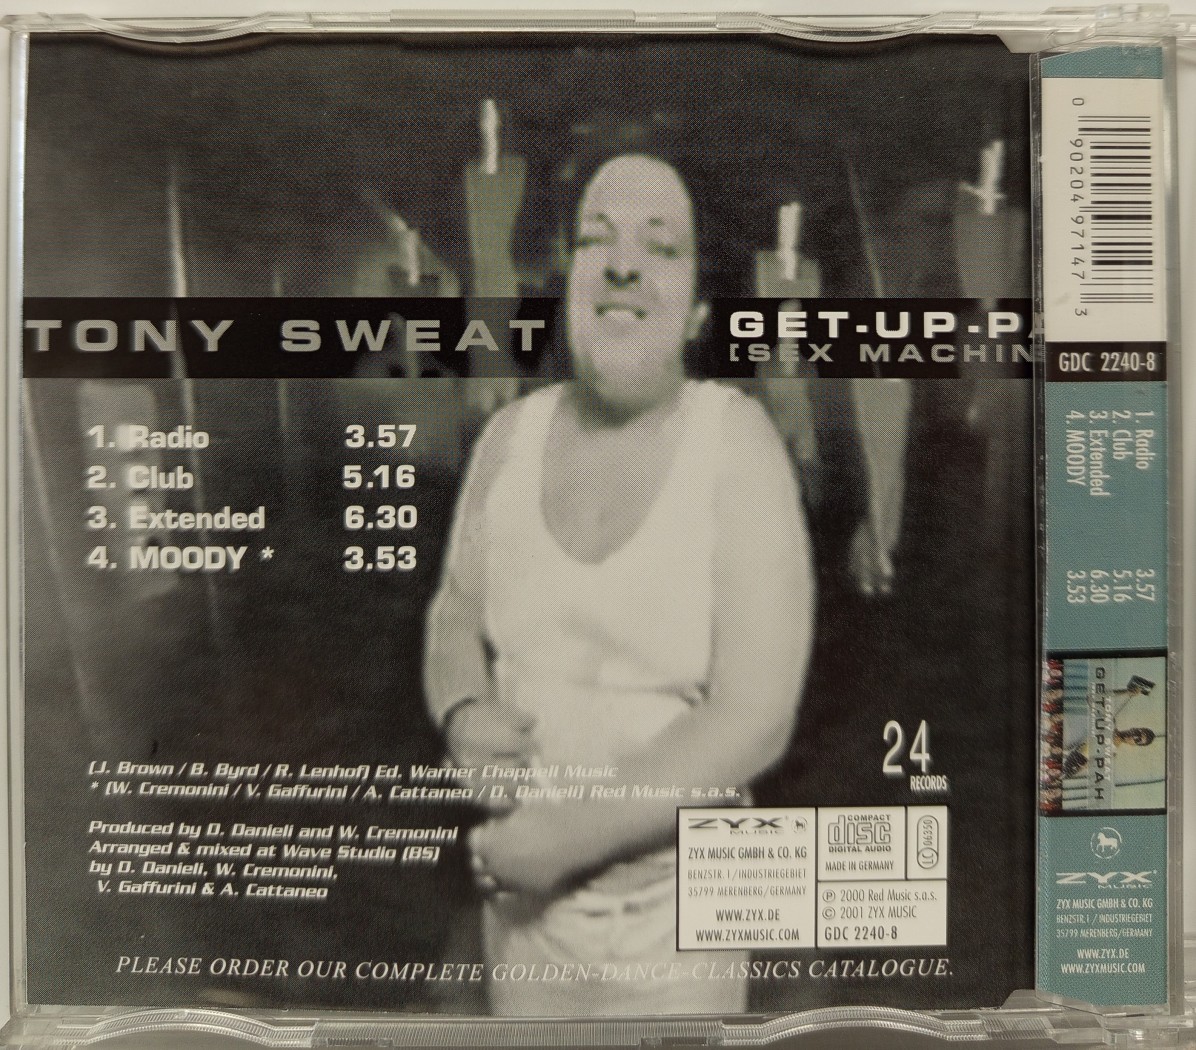 TONY SWEAT
GET-UP-PA
[SEX MACHIN
1. Radio 3.57
2. Club 5.16
3. Extended 6.30
4. MOODY * 3.53
(J. Brown / B. Byrd / R. Lenhof) Ed. Warner Chappell Music
* (W. Cremonini / V. Gaffurini / A. Cattaneo / D. Danieli) Red Music s.a.s.
Produced by D. Danieli and W. Cremonini
Arranged & mixed at Wave Studio (BS)
by D. Danieli, W. Cremonini,
V. Gaffurini & A. Cattaneo
24
RECORDS
ZYX
MUSIC
ZYX MUSIC GMBH & CO. KG
BENZSTR. 1 / INDUSTRIEGEBIET
35799 MERENBERG/GERMANY
WWW.ZYX.DE
WWW.ZYXMUSIC.COM
COMPACT
disc
DIGITAL AUDIO
MADE IN GERMANY
LC 06350
℗ 2000 Red Music s.a.s.
© 2001 ZYX MUSIC
GDC 2240-8
PLEASE ORDER OUR COMPLETE GOLDEN-DANCE-CLASSICS CATALOGUE.
0 90204 97147 3
GDC 2240-8
1. Radio 3.57
2. Club 5.16
3. Extended 6.30
4. MOODY 3.53
TONY SWEAT
GET-UP-PAH
ZYX
MUSIC
ZYX MUSIC GMBH & CO. KG
BENZSTR. 1 / INDUSTRIEGEBIET
35799 MERENBERG/GERMANY
WWW.ZYX.DE
WWW.ZYXMUSIC.COM